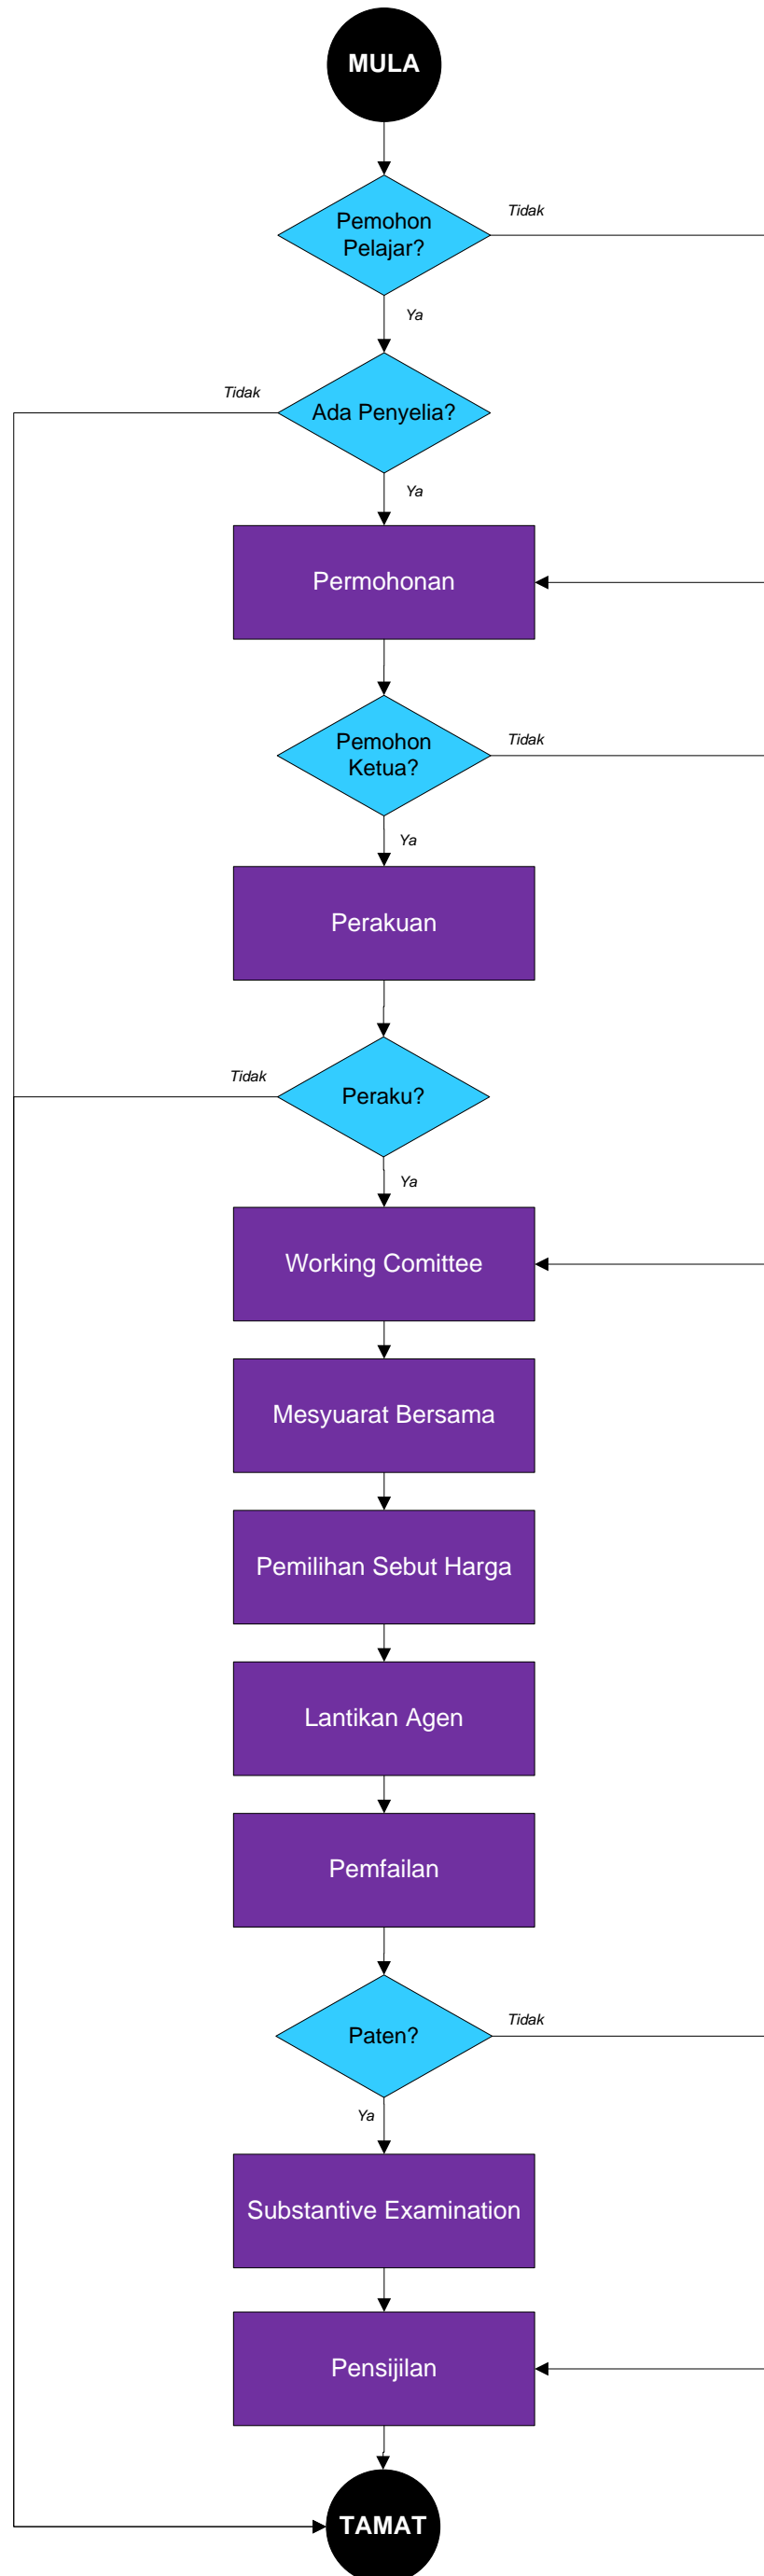 MULA
Pemohon
Pelajar?
Tidak
Ya
Tidak
Ada Penyelia?
Ya
Permohonan
Pemohon
Ketua?
Tidak
Ya
Perakuan
Tidak
Peraku?
Ya
Working Comittee
Mesyuarat Bersama
Pemilihan Sebut Harga
Lantikan Agen
Pemfailan
Tidak
Paten?
Ya
Substantive Examination
Pensijilan
TAMAT